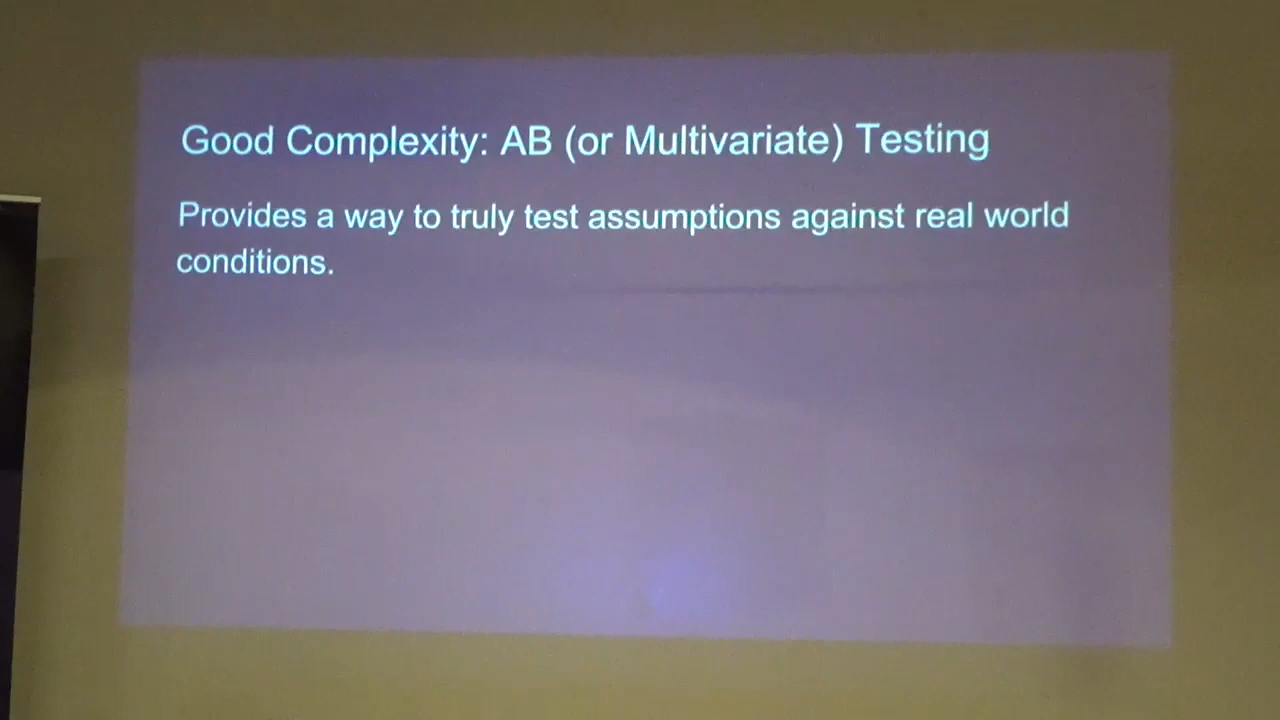 Good Complexity: AB (or Multivariate) Testing
Provides a way to truly test assumptions against real world
conditions.